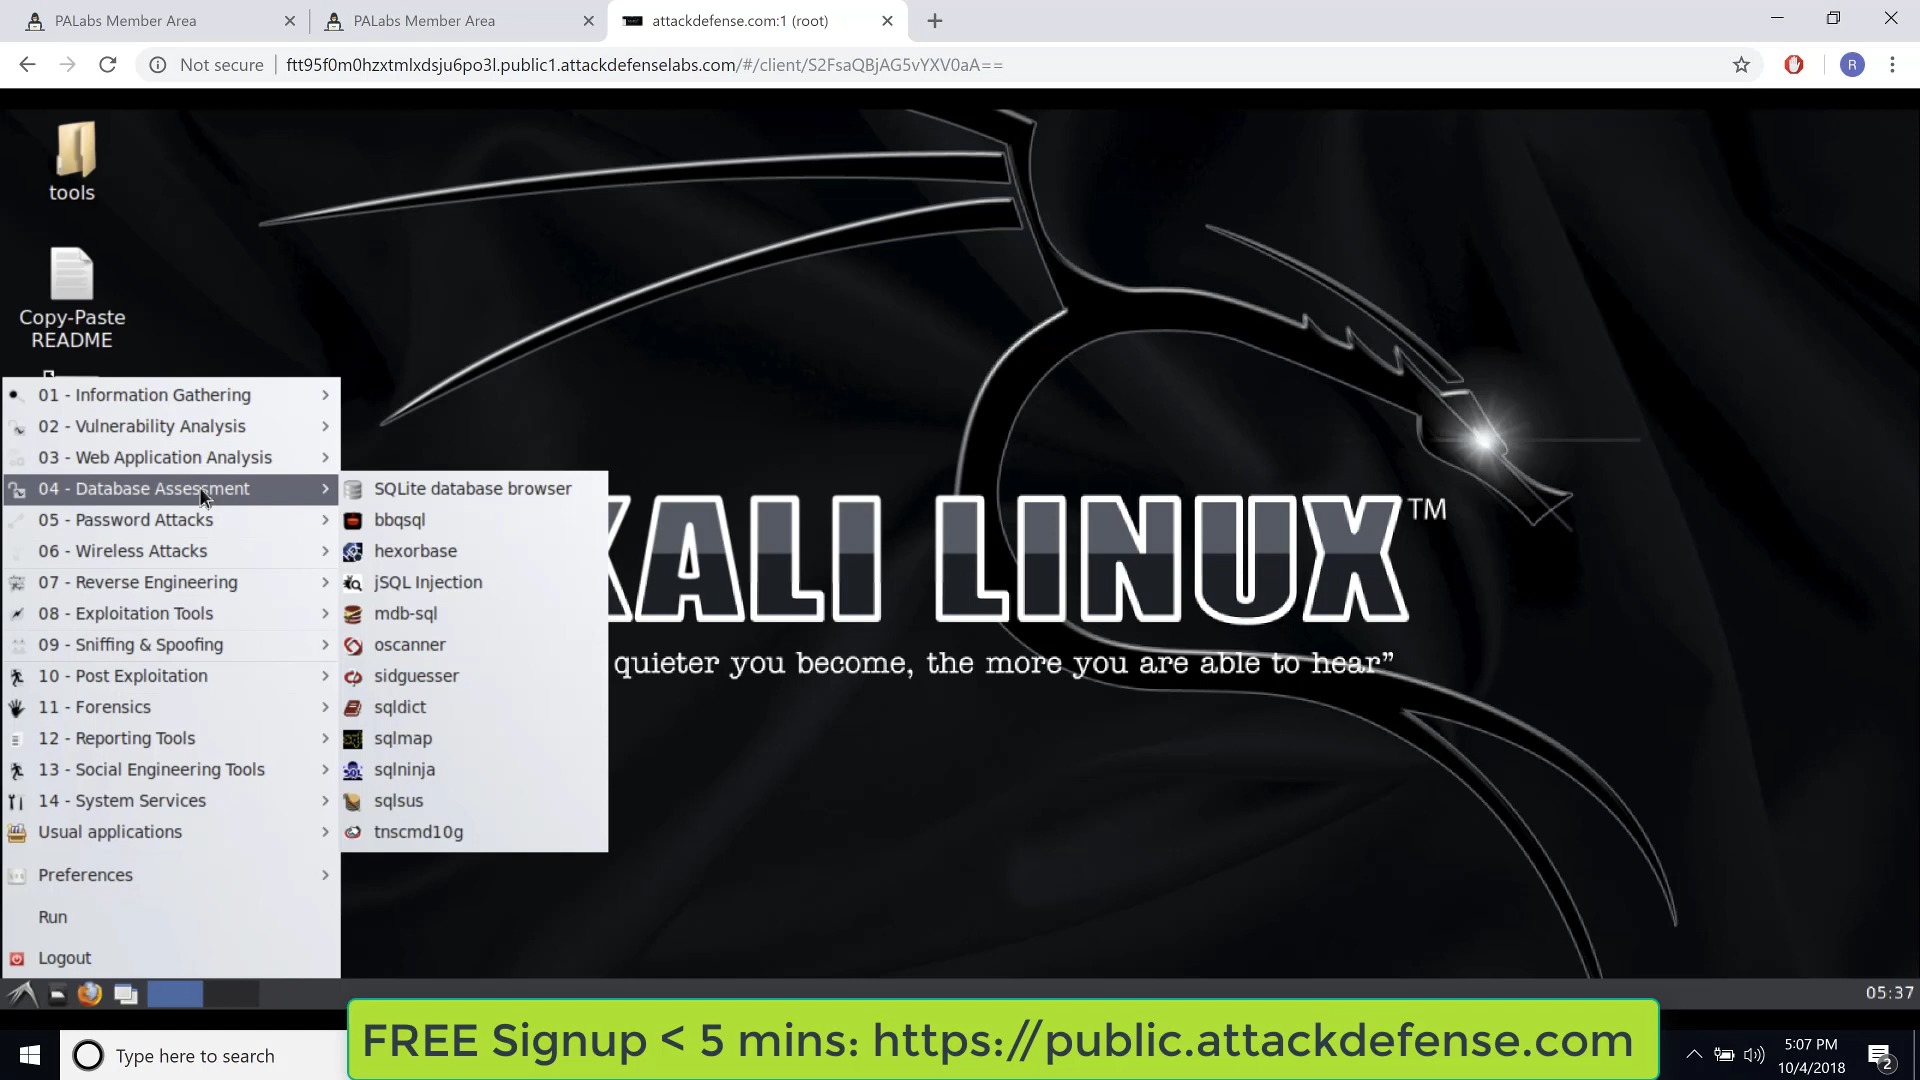 PALabs Member Area
PALabs Member Area
attackdefense.com:1 (root)
Not secure
ftt95f0m0hzxtmlxdsju6po3l.public1.attackdefenselabs.com/#/client/S2FsaQBjAG5vYXV0aA==
R
tools
Copy-Paste
README
01 - Information Gathering
02 - Vulnerability Analysis
03 - Web Application Analysis
04 - Database Assessment
05 - Password Attacks
06 - Wireless Attacks
07 - Reverse Engineering
08 - Exploitation Tools
09 - Sniffing & Spoofing
10 - Post Exploitation
11 - Forensics
12 - Reporting Tools
13 - Social Engineering Tools
14 - System Services
Usual applications
Preferences
Run
Logout
SQLite database browser
bbqsql
hexorbase
jSQL Injection
mdb-sql
oscanner
sidguesser
sqldict
sqlmap
sqlninja
sqlsus
tnscmd10g
KALI LINUX™
quieter you become, the more you are able to hear”
05:37
FREE Signup < 5 mins: https://public.attackdefense.com
Type here to search
5:07 PM
10/4/2018
2